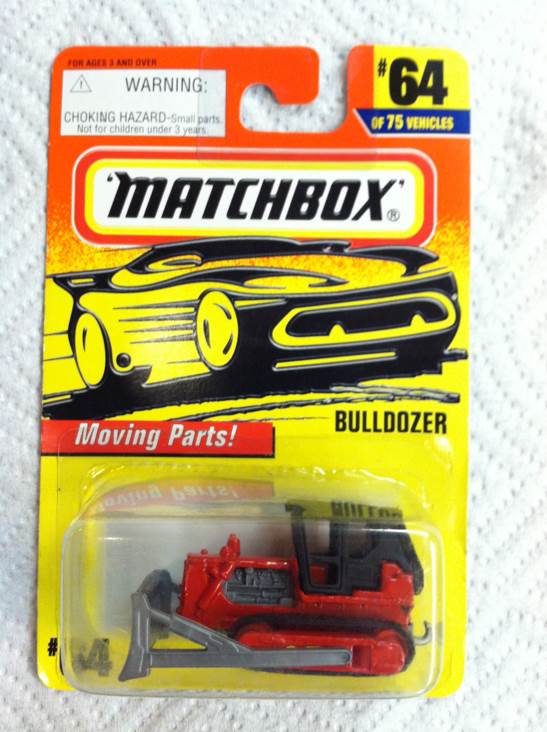 FOR AGES 3 AND OVER
WARNING:
CHOKING HAZARD-Small parts.
Not for children under 3 years.
#64
OF 75 VEHICLES
'MATCHBOX'®
BULLDOZER
Moving Parts!
#